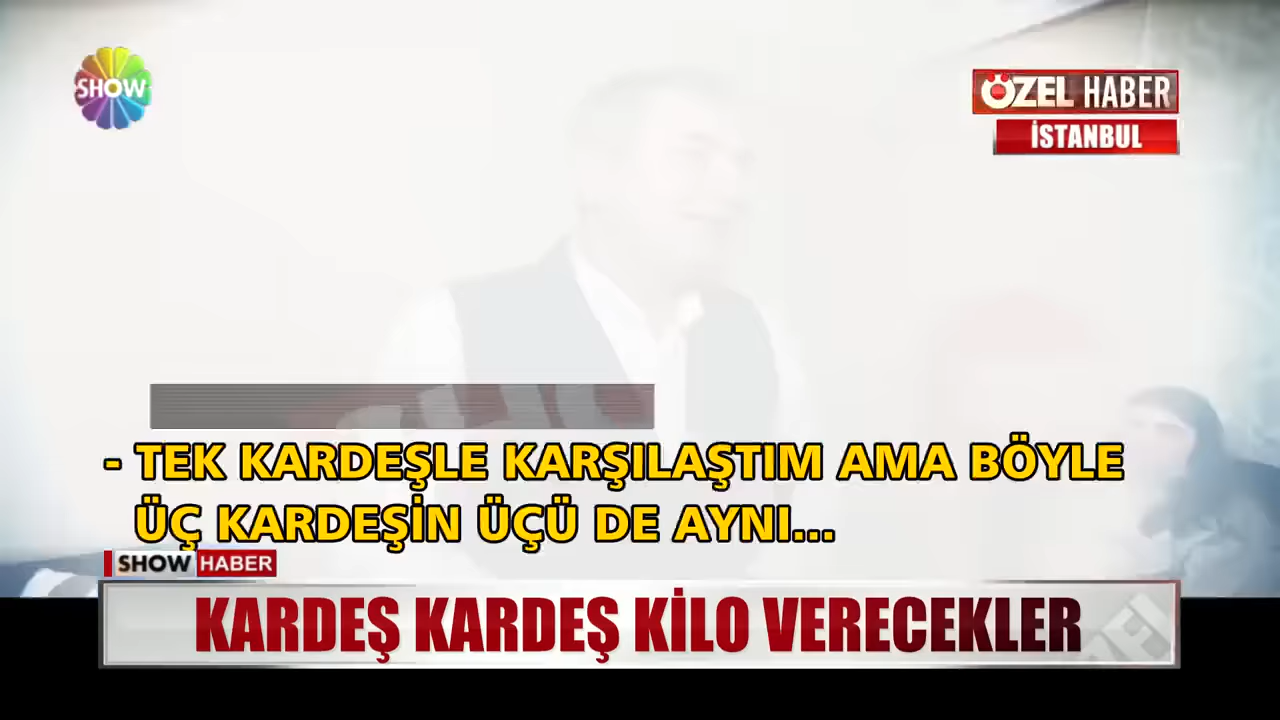 SHOW
ÖZEL HABER
İSTANBUL
- TEK KARDEŞLE KARŞILAŞTIM AMA BÖYLE
ÜÇ KARDEŞİN ÜÇÜ DE AYNI...
SHOW HABER
KARDEŞ KARDEŞ KİLO VERECEKLER